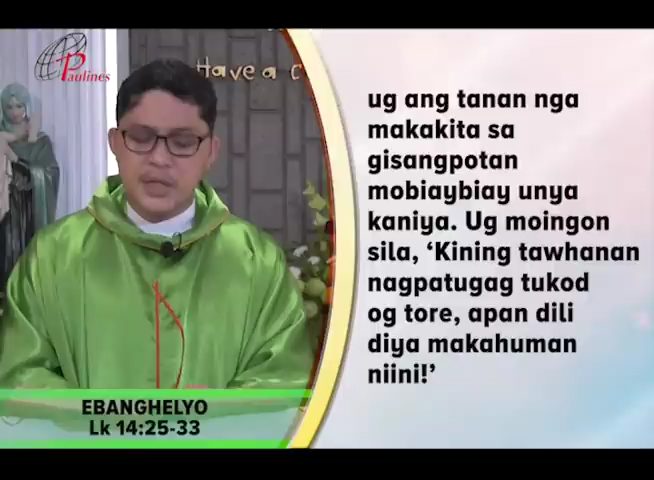 Paulines
Have a
ug ang tanan nga
makakita sa
gisangpotan
mobiaybiay unya
kaniya. Ug moingon
sila, ‘Kining tawhanan
nagpatugag tukod
og tore, apan dili
diya makahuman
niini!’
EBANGHELYO
Lk 14:25-33